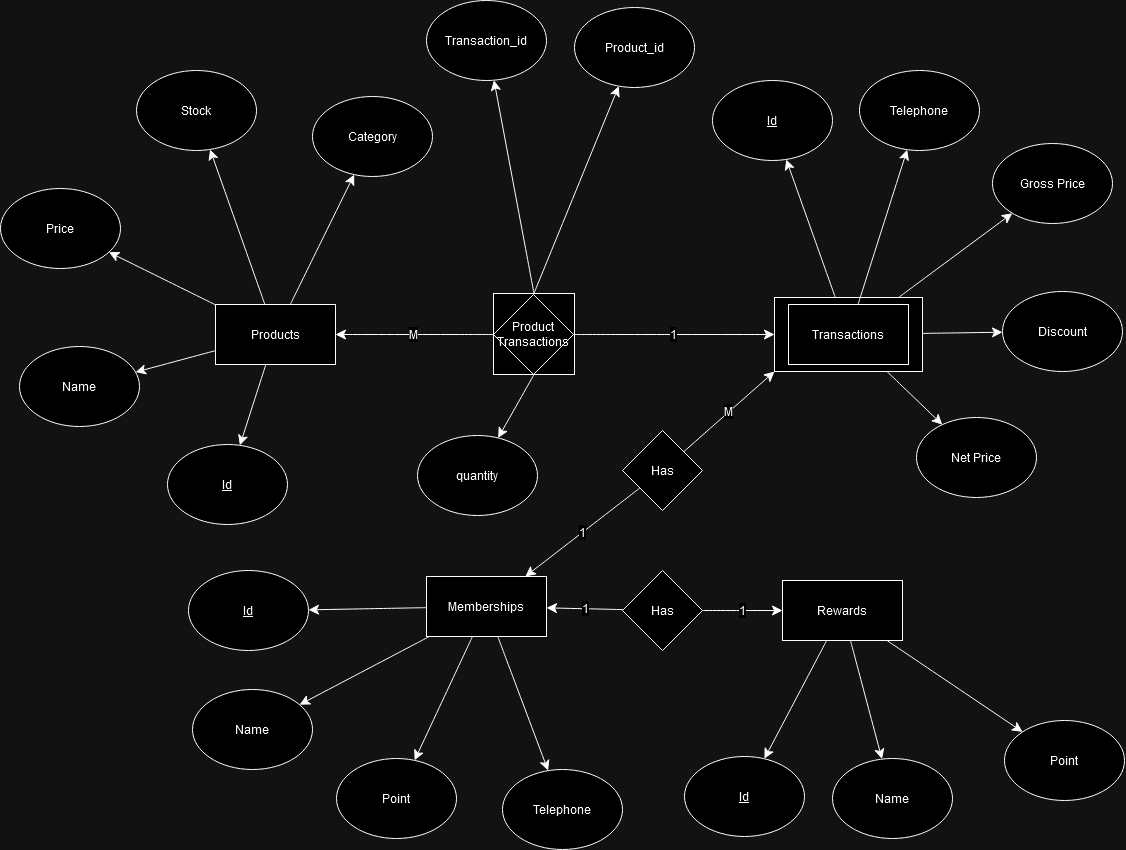 Transaction_id
Product_id
Stock
Category
Id
Telephone
Gross Price
Price
Products
M
Product
Transactions
1
Transactions
Discount
Name
M
Id
quantity
Has
Net Price
1
Id
Memberships
1
Has
1
Rewards
Name
Point
Telephone
Id
Name
Point